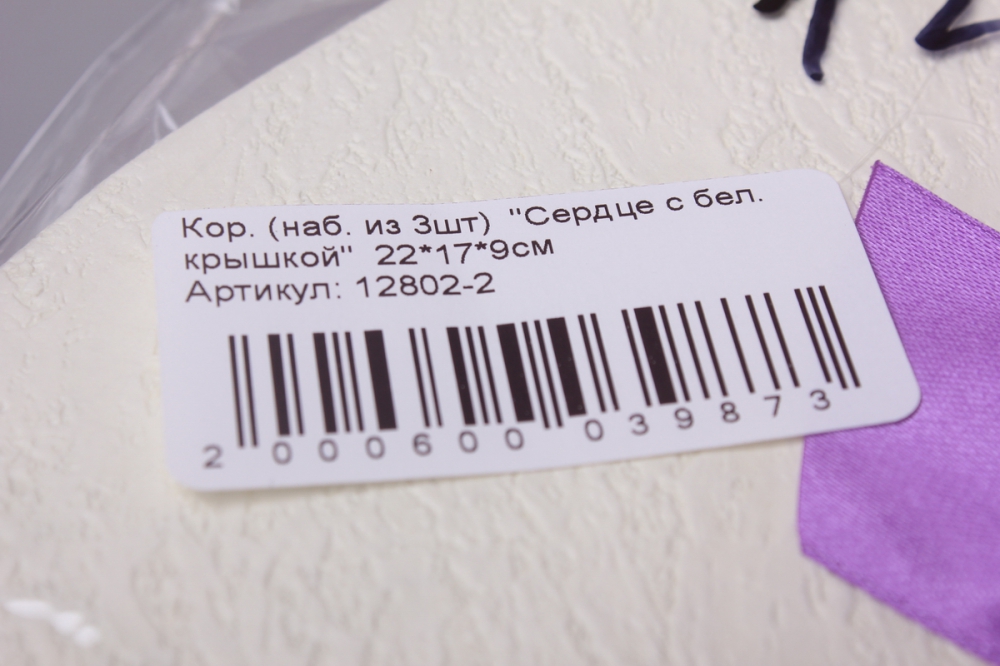 Кор. (наб. из 3шт) "Сердце с бел.
крышкой" 22*17*9см
Артикул: 12802-2
2 000600 039873